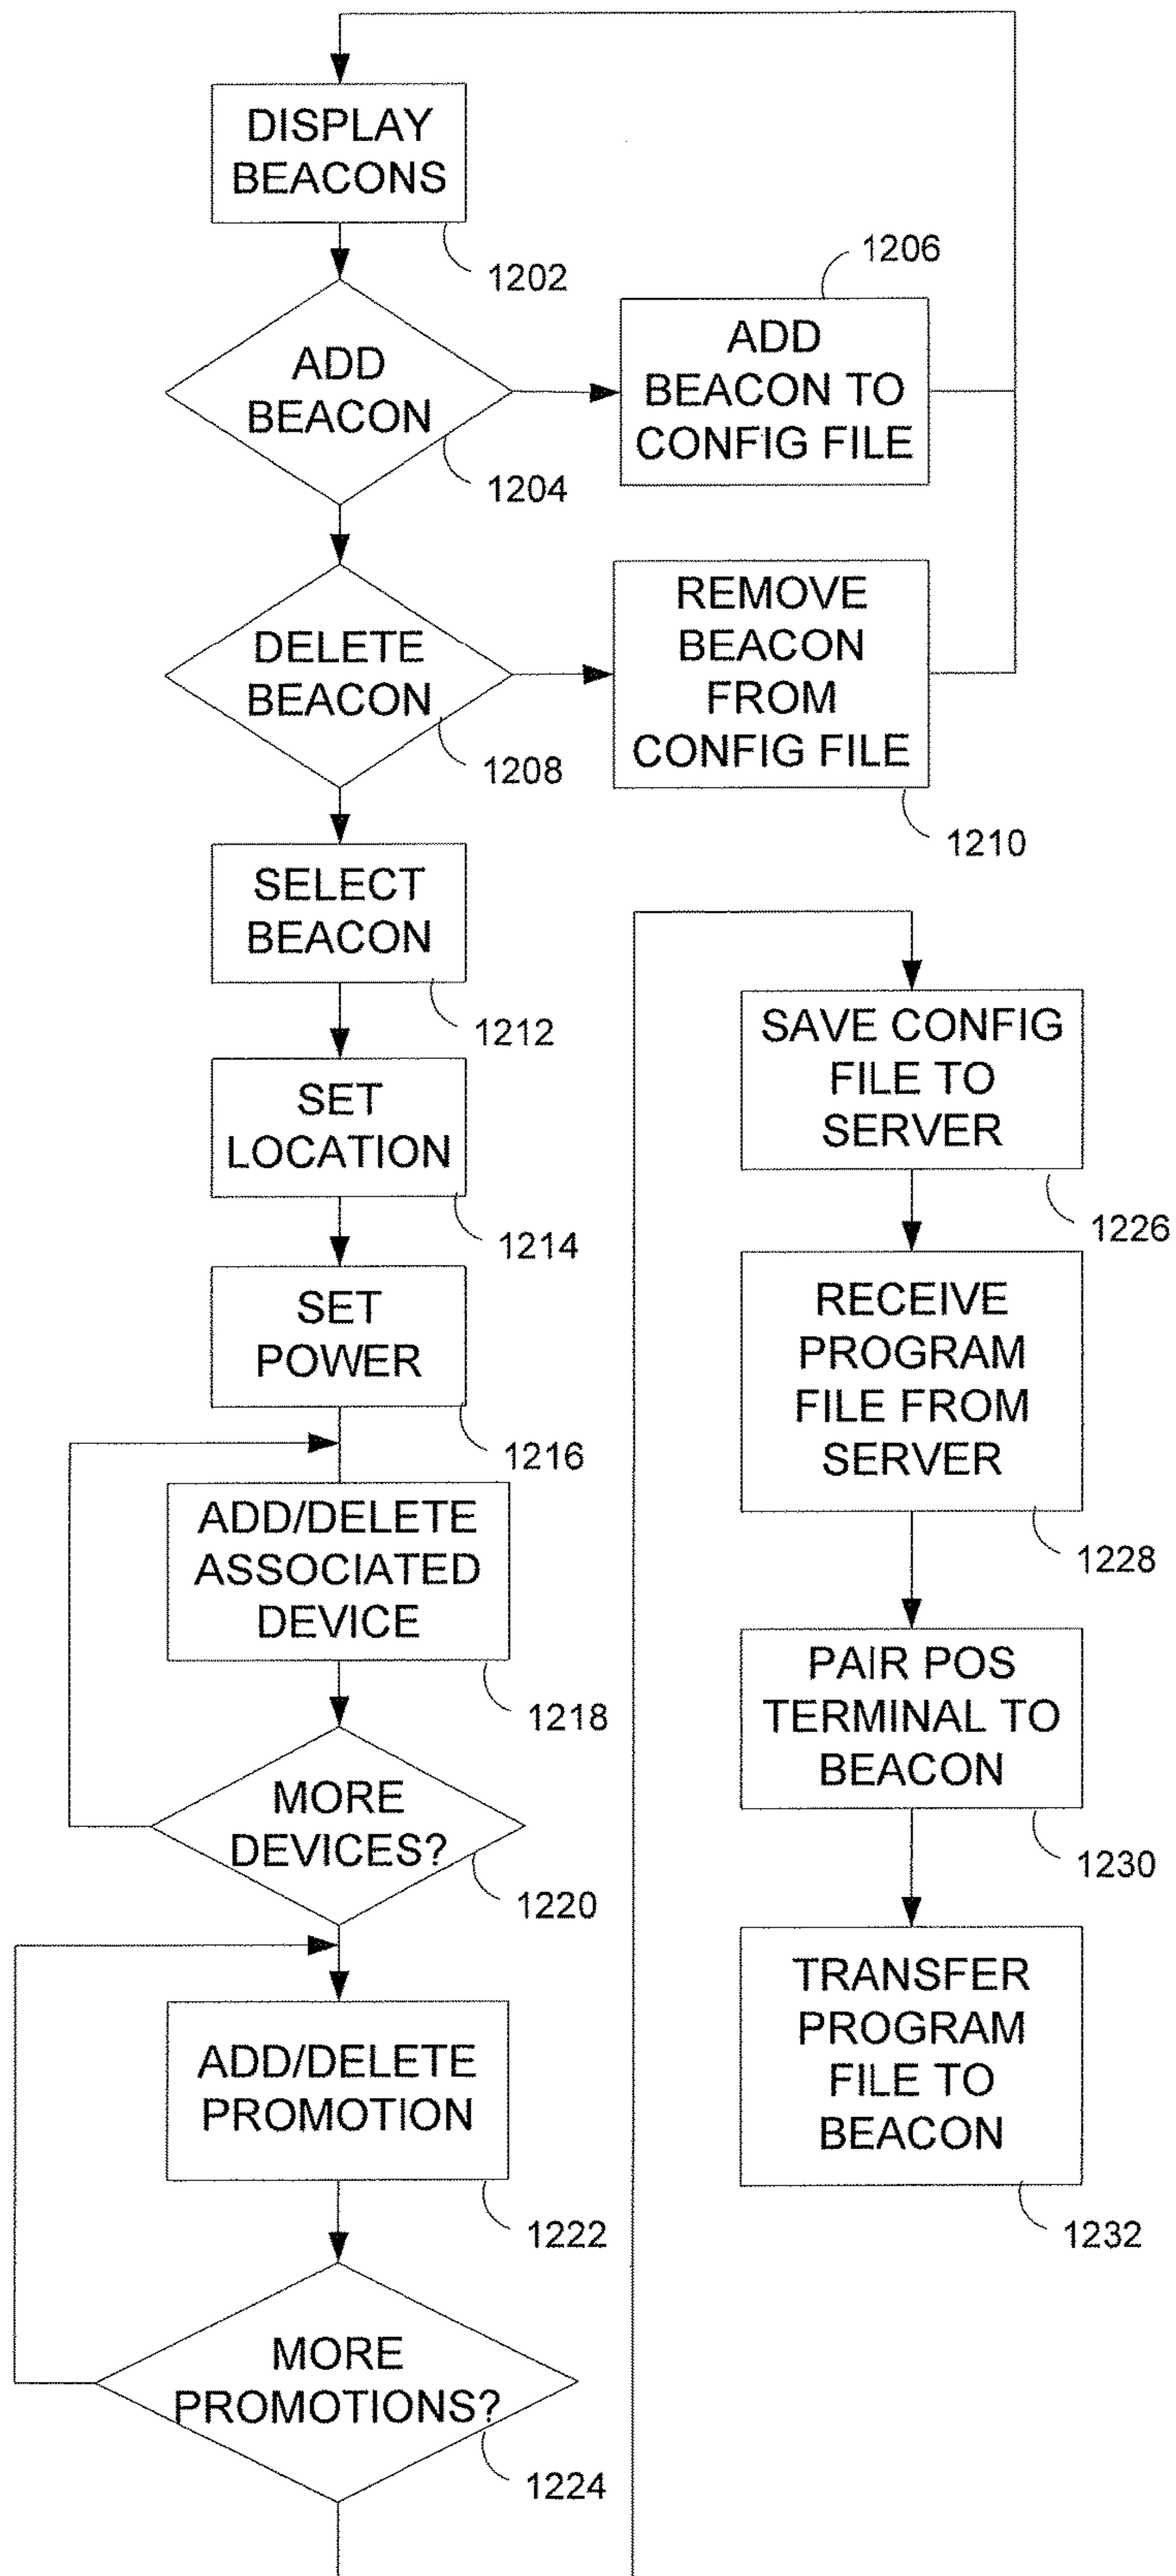 DISPLAY
BEACONS
1202
ADD
BEACON
1204
1206
ADD
BEACON TO
CONFIG FILE
DELETE
BEACON
1208
REMOVE
BEACON
FROM
CONFIG FILE
1210
SELECT
BEACON
1212
SET
LOCATION
1214
SET
POWER
1216
ADD/DELETE
ASSOCIATED
DEVICE
1218
MORE
DEVICES?
1220
ADD/DELETE
PROMOTION
1222
MORE
PROMOTIONS?
1224
SAVE CONFIG
FILE TO
SERVER
1226
RECEIVE
PROGRAM
FILE FROM
SERVER
1228
PAIR POS
TERMINAL TO
BEACON
1230
TRANSFER
PROGRAM
FILE TO
BEACON
1232